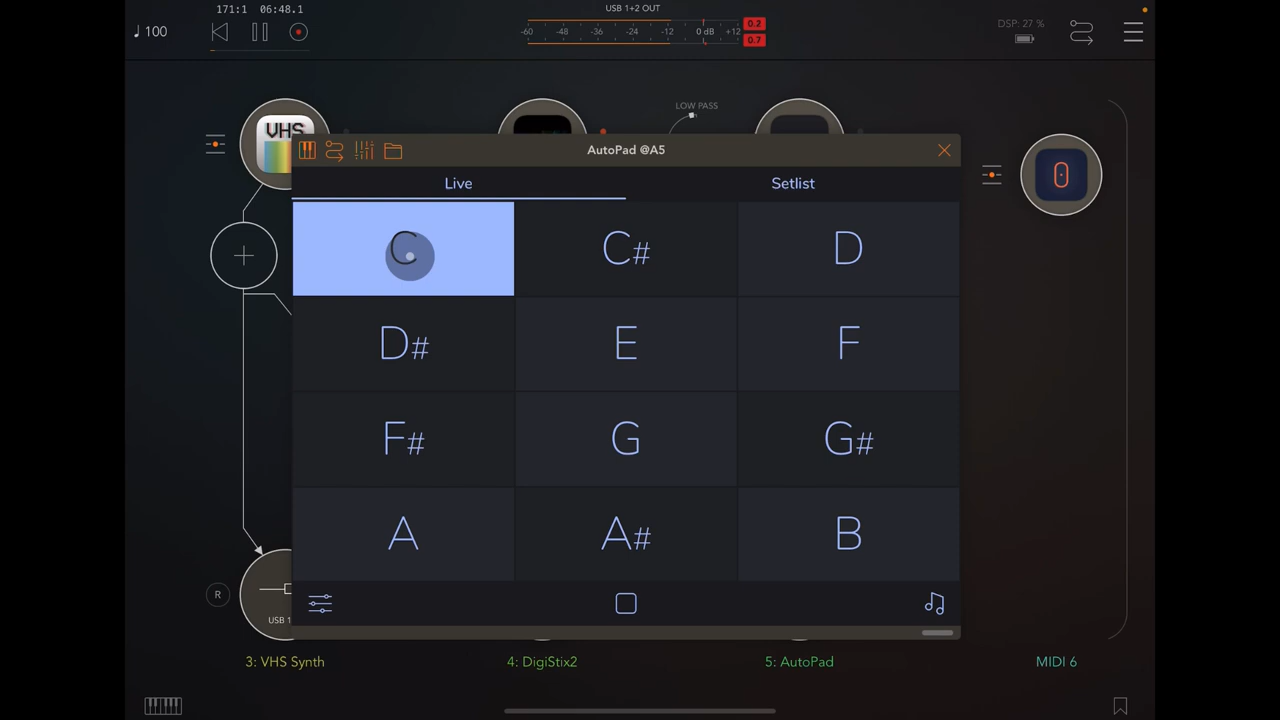 171:1 06:48.1
♩ 100
USB 1+2 OUT
-60 -48 -36 -24 -12 0 dB +12
0.2
0.7
DSP: 27 %
LOW PASS
VHS
AutoPad @A5
Live
Setlist
C
C#
D
D#
E
F
F#
G
G#
A
A#
B
R
USB 1
3: VHS Synth
4: DigiStix2
5: AutoPad
MIDI 6